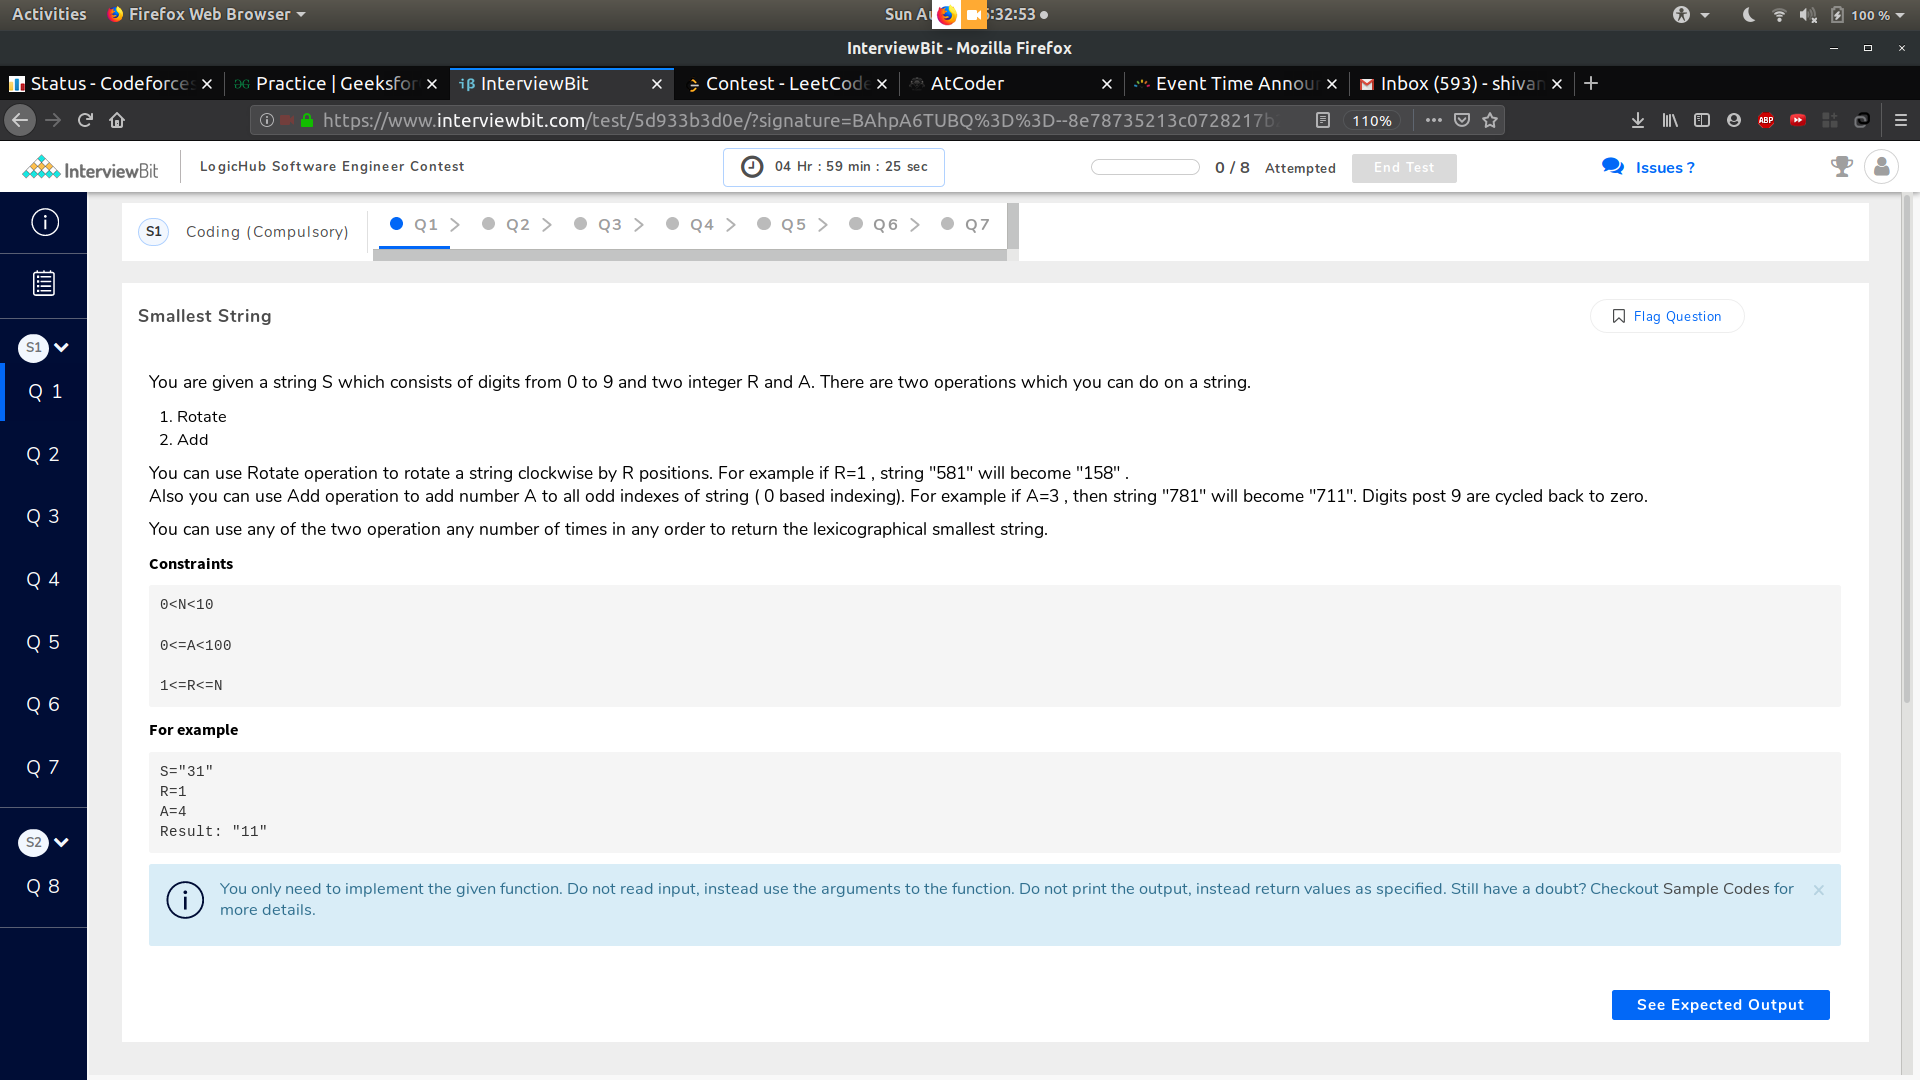 Activities Firefox Web Browser Sun Au :32:53 100 %
InterviewBit - Mozilla Firefox
Status - Codeforces Practice | Geeksfor InterviewBit Contest - LeetCode AtCoder Event Time Announ Inbox (593) - shivan
https://www.interviewbit.com/test/5d933b3d0e/?signature=BAhpA6TUBQ%3D%3D--8e78735213c0728217b 110%
InterviewBit LogicHub Software Engineer Contest 04 Hr : 59 min : 25 sec 0 / 8 Attempted End Test Issues ?
S1 Coding (Compulsory) Q1 Q2 Q3 Q4 Q5 Q6 Q7
S1
Q 1
Q 2
Q 3
Q 4
Q 5
Q 6
Q 7
S2
Q 8
Smallest String Flag Question
You are given a string S which consists of digits from 0 to 9 and two integer R and A. There are two operations which you can do on a string.
1. Rotate
2. Add
You can use Rotate operation to rotate a string clockwise by R positions. For example if R=1 , string "581" will become "158" .
Also you can use Add operation to add number A to all odd indexes of string ( 0 based indexing). For example if A=3 , then string "781" will become "711". Digits post 9 are cycled back to zero.
You can use any of the two operation any number of times in any order to return the lexicographical smallest string.
Constraints
0<N<10
0<=A<100
1<=R<=N
For example
S="31"
R=1
A=4
Result: "11"
You only need to implement the given function. Do not read input, instead use the arguments to the function. Do not print the output, instead return values as specified. Still have a doubt? Checkout Sample Codes for
more details.
See Expected Output